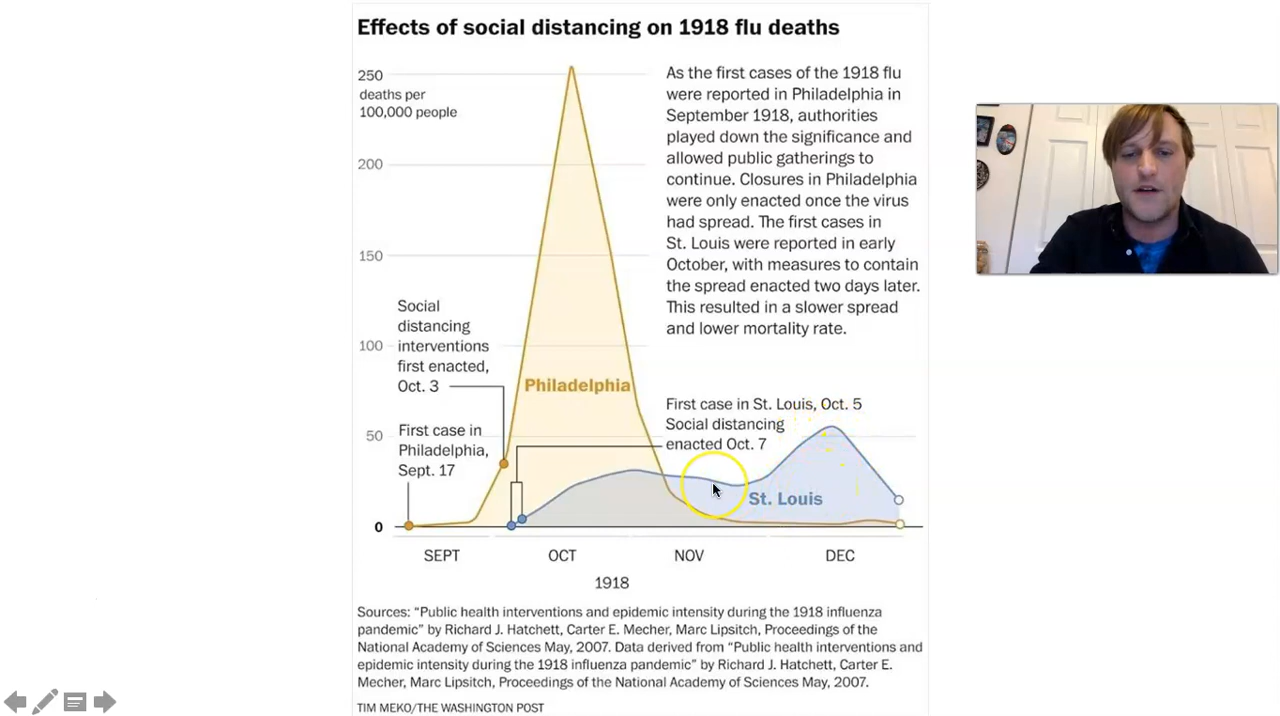 Effects of social distancing on 1918 flu deaths
250
deaths per
100,000 people
200
150
100
50
0
As the first cases of the 1918 flu
were reported in Philadelphia in
September 1918, authorities
played down the significance and
allowed public gatherings to
continue. Closures in Philadelphia
were only enacted once the virus
had spread. The first cases in
St. Louis were reported in early
October, with measures to contain
the spread enacted two days later.
This resulted in a slower spread
and lower mortality rate.
Social
distancing
interventions
first enacted,
Oct. 3
First case in
Philadelphia,
Sept. 17
Philadelphia
First case in St. Louis, Oct. 5
Social distancing
enacted Oct. 7
St. Louis
SEPT
OCT
NOV
DEC
1918
Sources: “Public health interventions and epidemic intensity during the 1918 influenza
pandemic” by Richard J. Hatchett, Carter E. Mecher, Marc Lipsitch, Proceedings of the
National Academy of Sciences May, 2007. Data derived from “Public health interventions and
epidemic intensity during the 1918 influenza pandemic” by Richard J. Hatchett, Carter E.
Mecher, Marc Lipsitch, Proceedings of the National Academy of Sciences May, 2007.
TIM MEKO/THE WASHINGTON POST